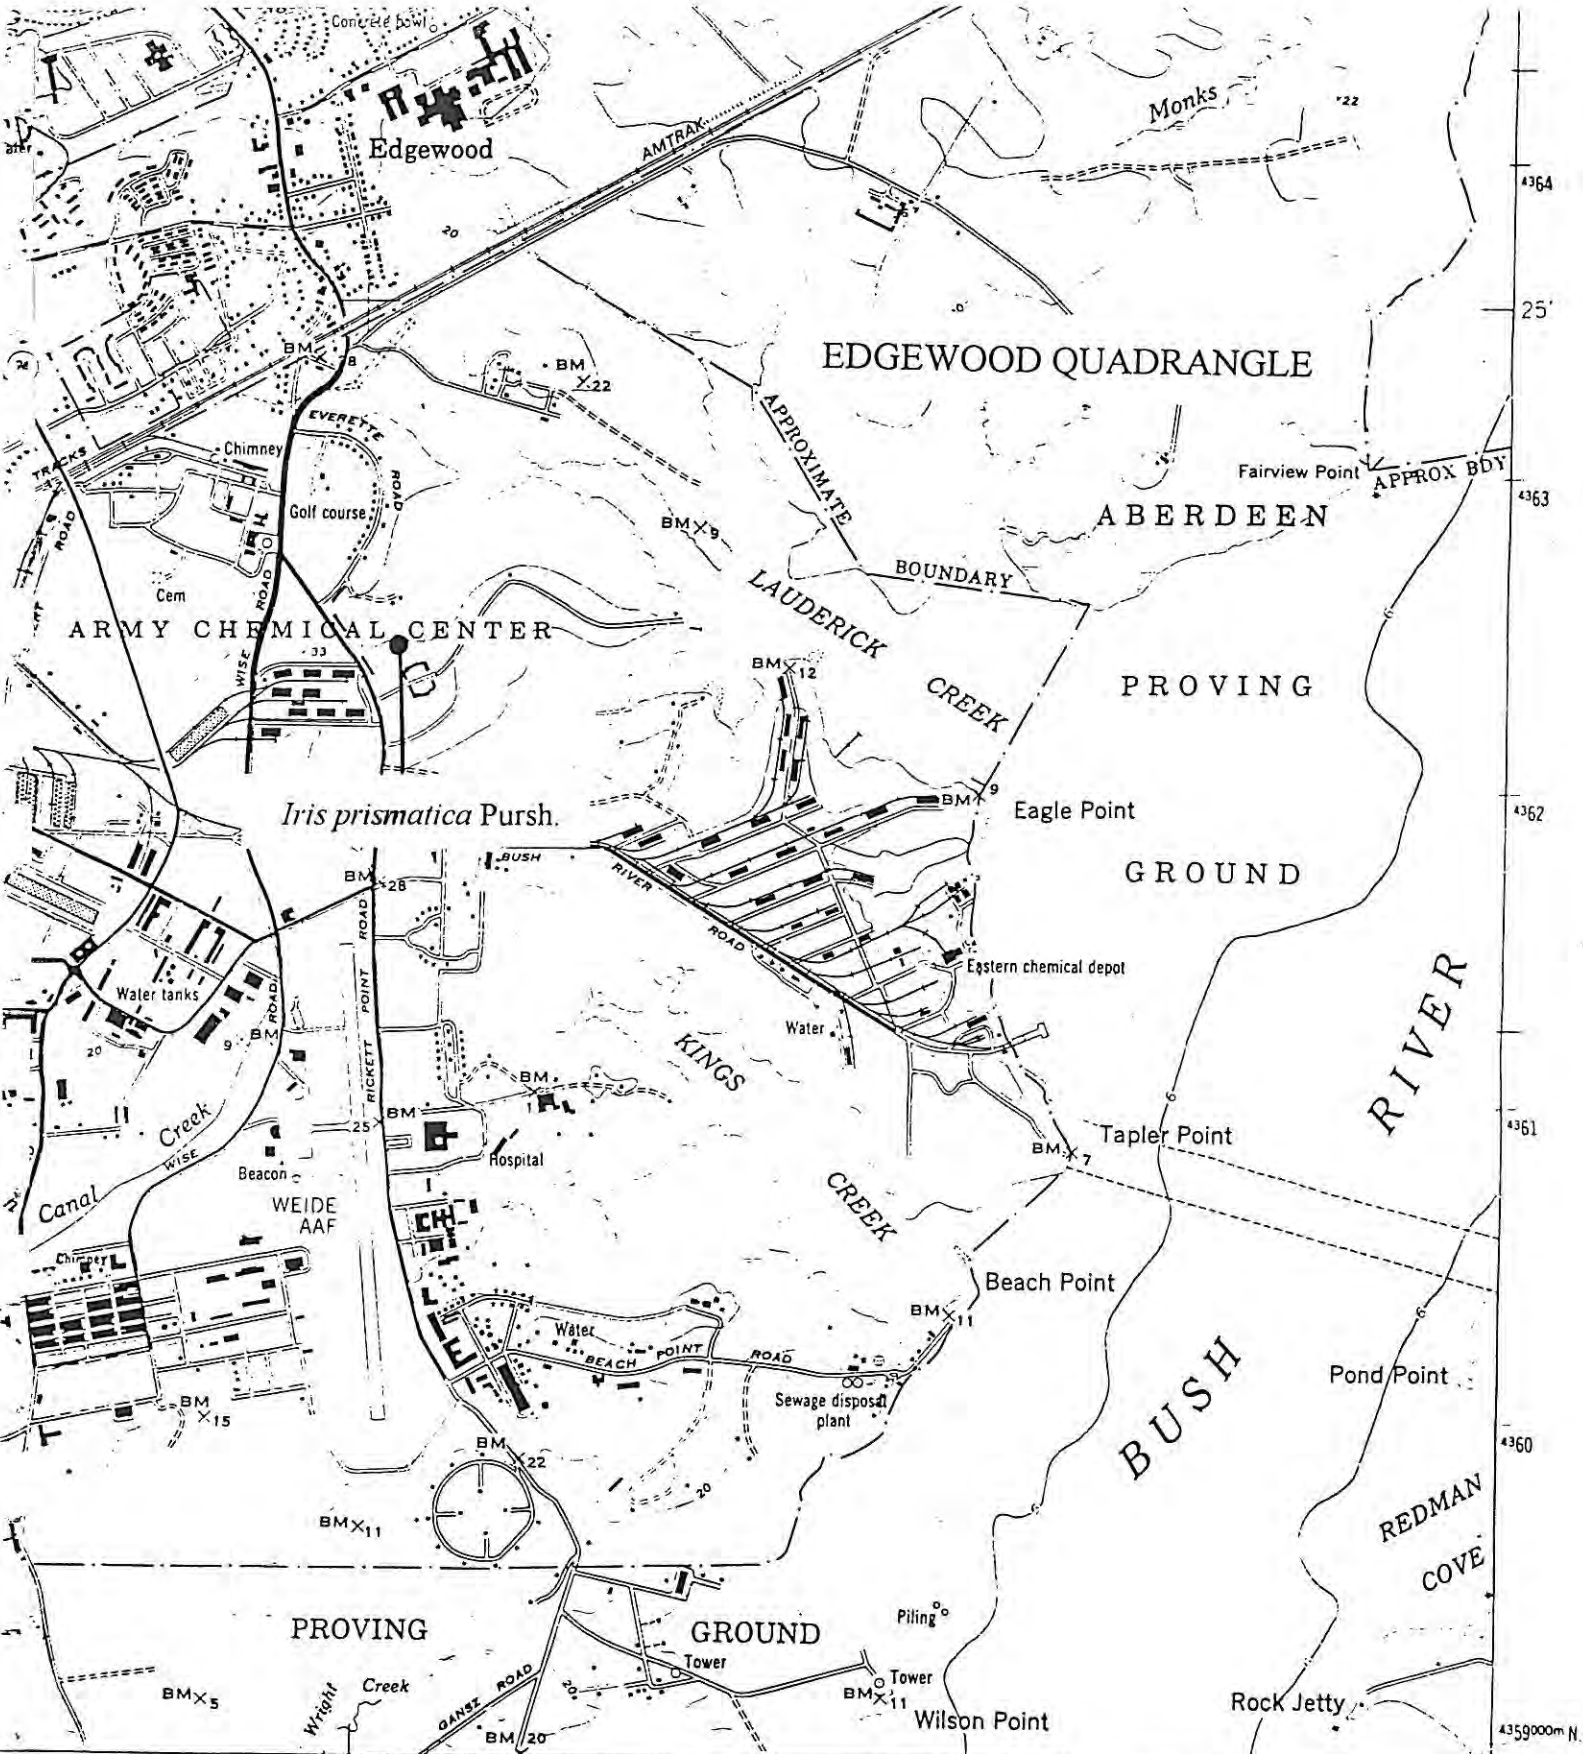 Concrete bowl
Monks
22
Edgewood
AMTRAK
4364
20
25'
BM 28
BM
22
EDGEWOOD QUADRANGLE
EVERETTE
ROAD
APPROXIMATE
BOUNDARY
Chimney
TRACKS
Fairview Point
APPROX BDY
4363
Golf course
ROAD
BM 9
ABERDEEN
Cem
ROAD
WISE
LAUDERICK
CREEK
6
ARMY CHEMICAL CENTER
33
BM 12
PROVING
BM 9
Eagle Point
4362
Iris prismatica Pursh.
BUSH
RIVER
ROAD
GROUND
BM 28
ROAD
POINT
RICKETT
Water tanks
ROAD
Eastern chemical depot
RIVER
20
9 BM
Water
KINGS
CREEK
BM
6
4361
Creek
25
BM
Hospital
Tapler Point
BM 7
WISE
Beacon
Canal
WEIDE
AAF
Chimney
Beach Point
BM
11
6
Water
BEACH POINT ROAD
BUSH
Pond Point
BM
15
Sewage disposal
plant
4360
BM
22
20
BM 11
6
REDMAN
COVE
PROVING
GROUND
Piling
Tower
Tower
BM 5
Wright
Creek
GANSZ ROAD
20
BM
11
Wilson Point
6
Rock Jetty
BM 20
4359000m N.